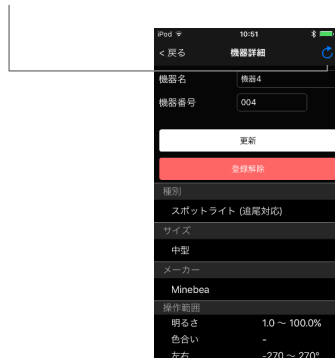 iPod 10:51
< 戻る 機器詳細
機器名 機器4
機器番号 004
更新
登録解除
種別
スポットライト (追尾対応)
サイズ
中型
メーカー
Minebea
操作範囲
明るさ 1.0 ~ 100.0%
色合い -
左右 -270 ~ 270°